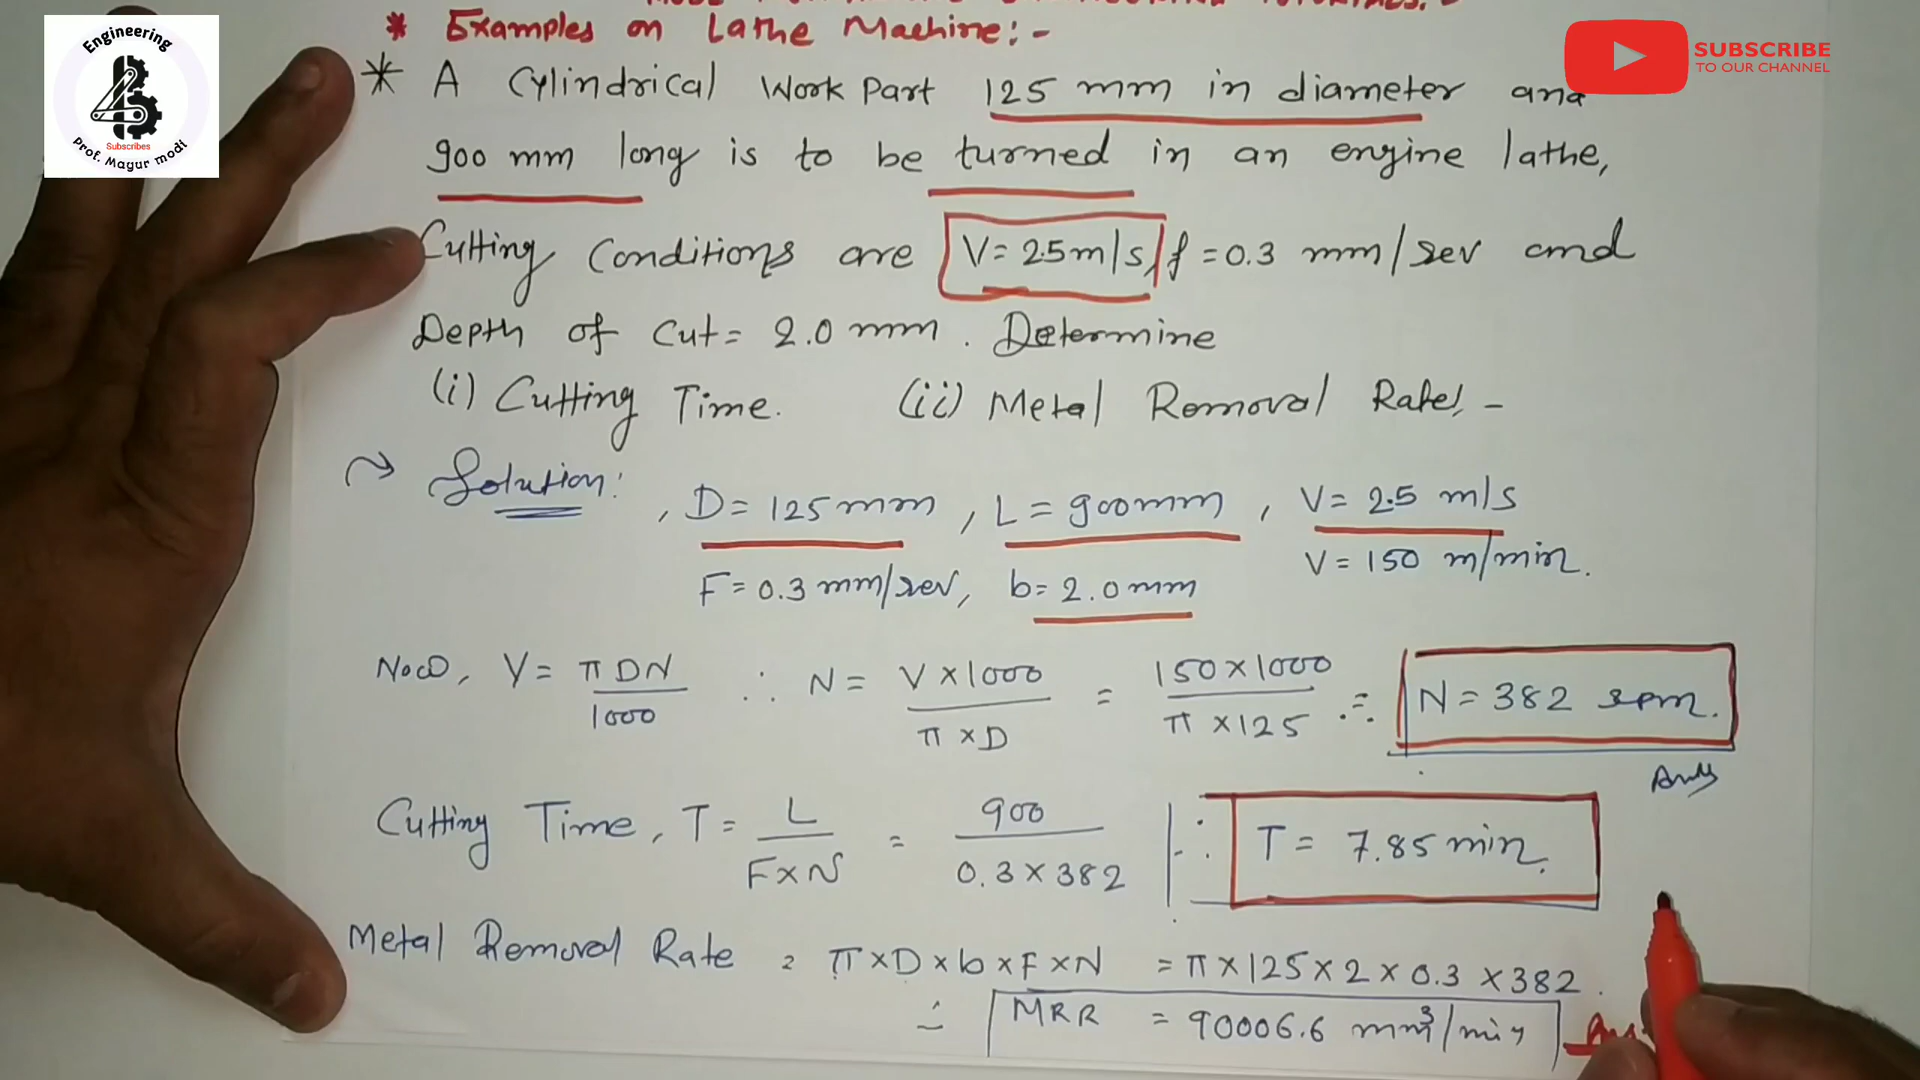 * Examples on Lathe Machine:-
Engineering
Subscribes
Prof. Mayur modi
SUBSCRIBE
TO OUR CHANNEL
* A Cylindrical Work Part 125 mm in diameter and
900 mm long is to be turned in an engine lathe,
Cutting Conditions are V= 2.5 m/s, f = 0.3 mm/rev and
Depth of Cut= 2.0 mm. Determine
(i) Cutting Time. (ii) Metal Removal Rate, -
Solution: , D= 125 mm, L = 900mm, V= 2.5 m/s
F= 0.3 mm/rev, b= 2.0 mm V= 150 m/min.
Now, V= πDN/1000 ∴ N = V×1000/π×D = 150×1000/π×125 ∴ N = 382 rpm.
Ans
Cutting Time, T= L/F×N = 900/0.3×382 ∴ T= 7.85 min.
Metal Removal Rate = π×D×b×F×N = π×125×2×0.3×382.
∴ MRR = 90006.6 mm³/min Ans